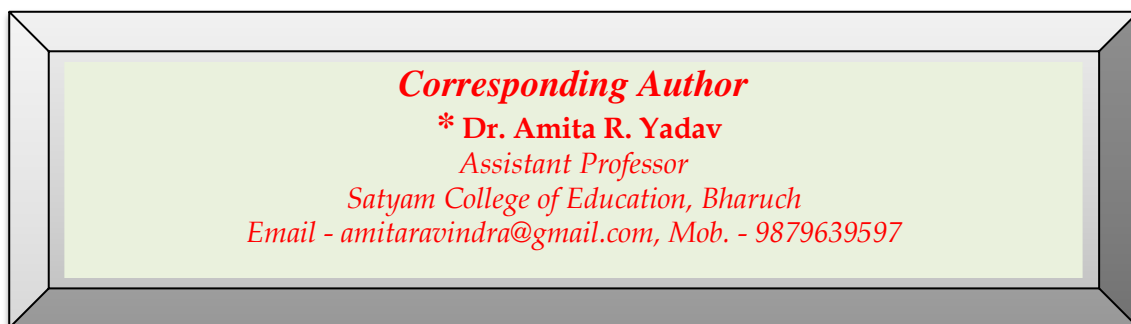 Corresponding Author
* Dr. Amita R. Yadav
Assistant Professor
Satyam College of Education, Bharuch
Email - amitaravindra@gmail.com, Mob. - 9879639597